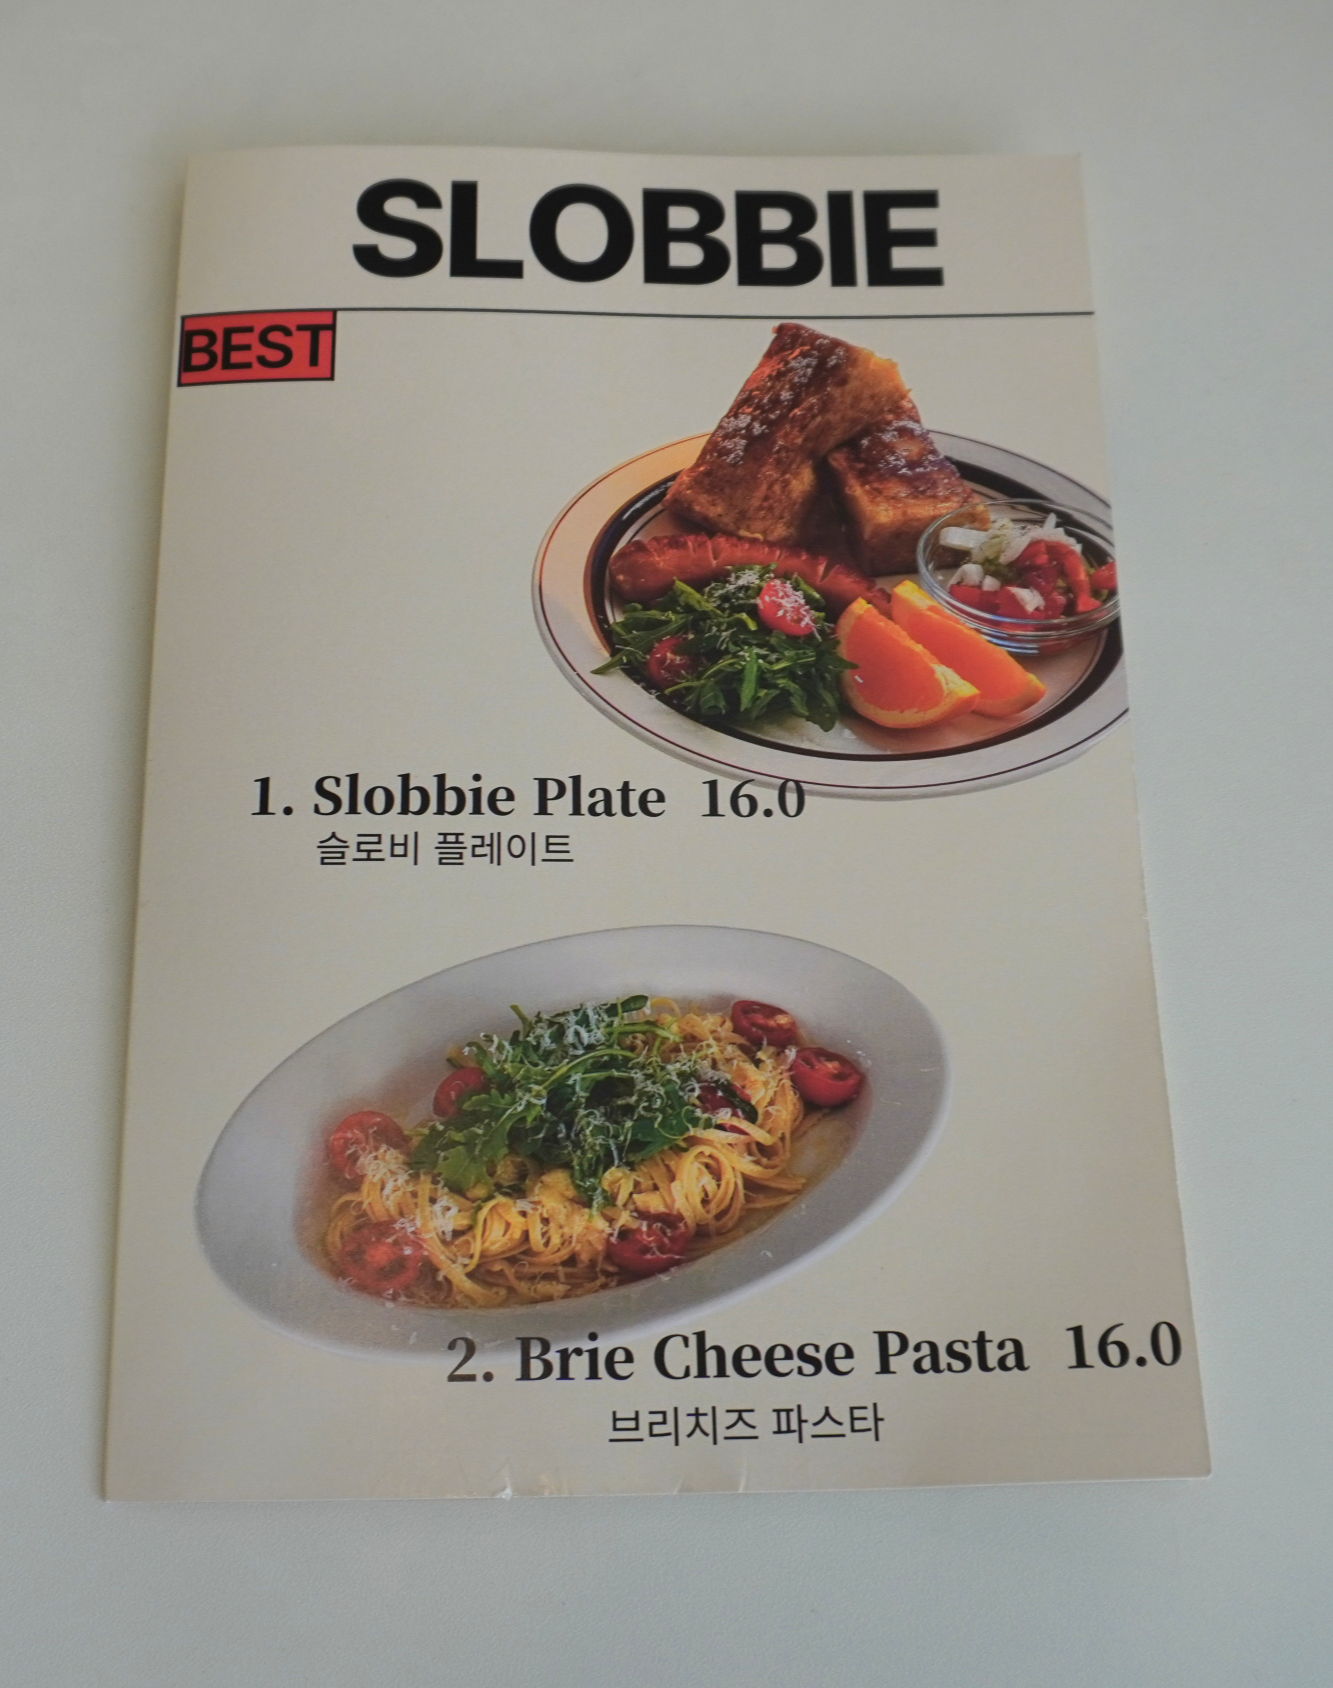 SLOBBIE
BEST
1. Slobbie Plate 16.0
슬로비 플레이트
2. Brie Cheese Pasta 16.0
브리치즈 파스타